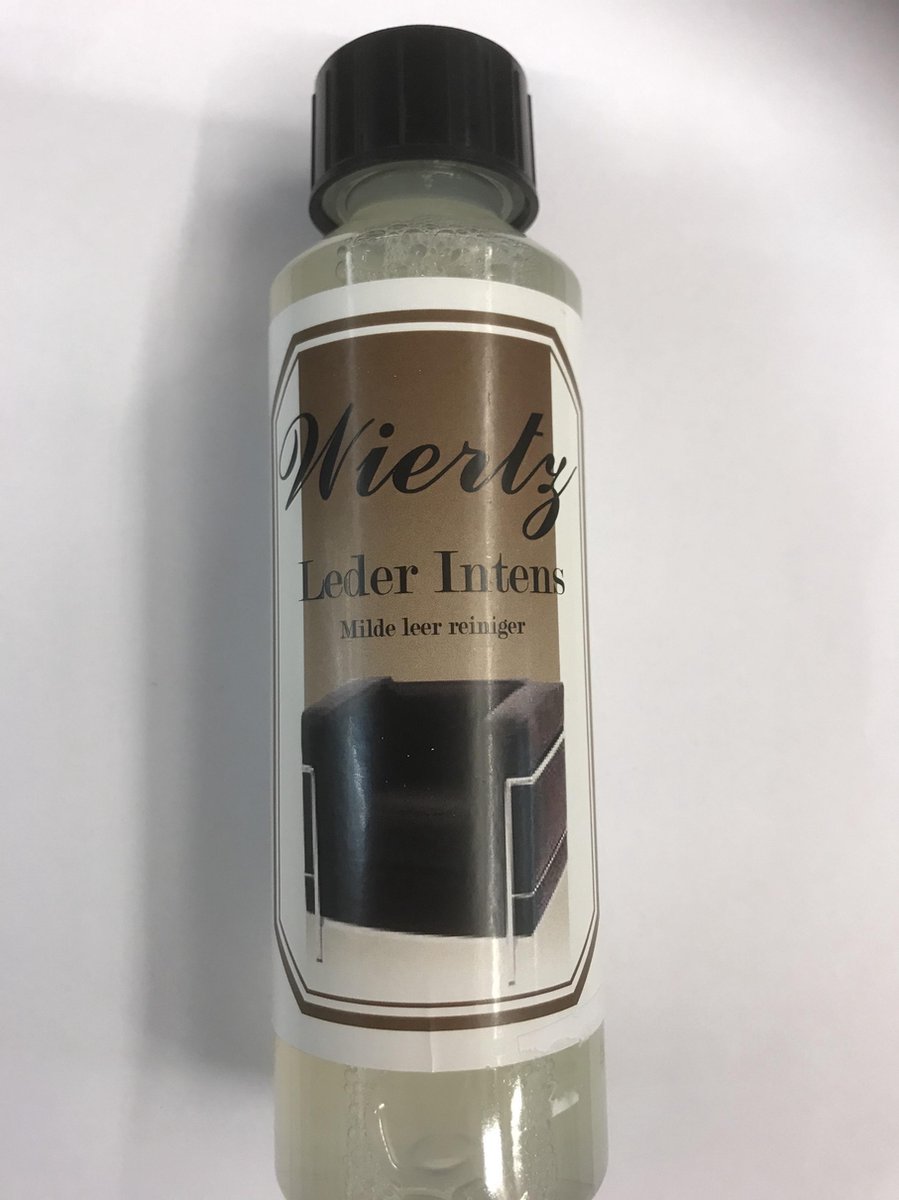 Wiertz
Leder Intens
Milde leer reiniger